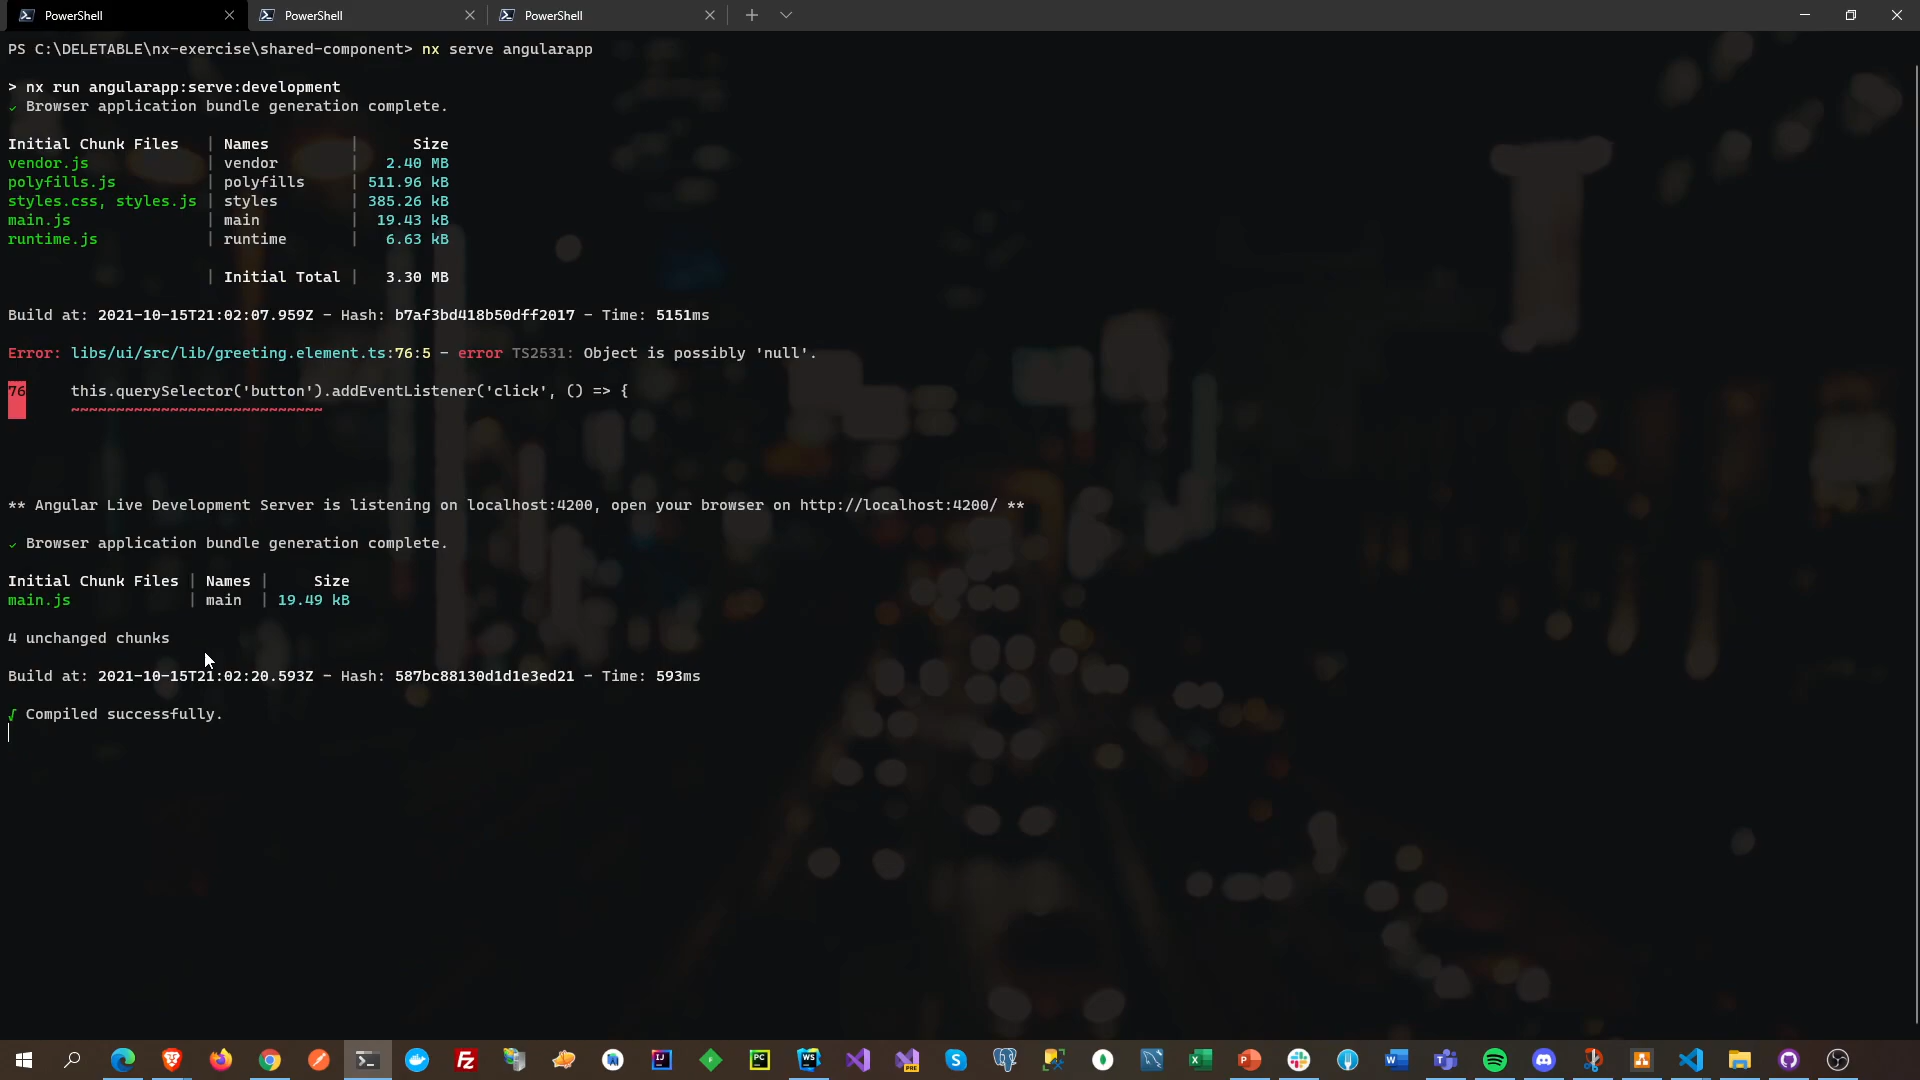 PowerShell
PowerShell
PowerShell
PS C:\DELETABLE\nx-exercise\shared-component> nx serve angularapp
> nx run angularapp:serve:development
✓ Browser application bundle generation complete.
Initial Chunk Files | Names | Size
vendor.js | vendor | 2.40 MB
polyfills.js | polyfills | 511.96 kB
styles.css, styles.js | styles | 385.26 kB
main.js | main | 19.43 kB
runtime.js | runtime | 6.63 kB
| Initial Total | 3.30 MB
Build at: 2021-10-15T21:02:07.959Z - Hash: b7af3bd418b50dff2017 - Time: 5151ms
Error: libs/ui/src/lib/greeting.element.ts:76:5 - error TS2531: Object is possibly 'null'.
76 this.querySelector('button').addEventListener('click', () => {
~~~~~~~~~~~~~~~~~~~~~~~~~~~~
** Angular Live Development Server is listening on localhost:4200, open your browser on http://localhost:4200/ **
✓ Browser application bundle generation complete.
Initial Chunk Files | Names | Size
main.js | main | 19.49 kB
4 unchanged chunks
Build at: 2021-10-15T21:02:20.593Z - Hash: 587bc88130d1d1e3ed21 - Time: 593ms
√ Compiled successfully.